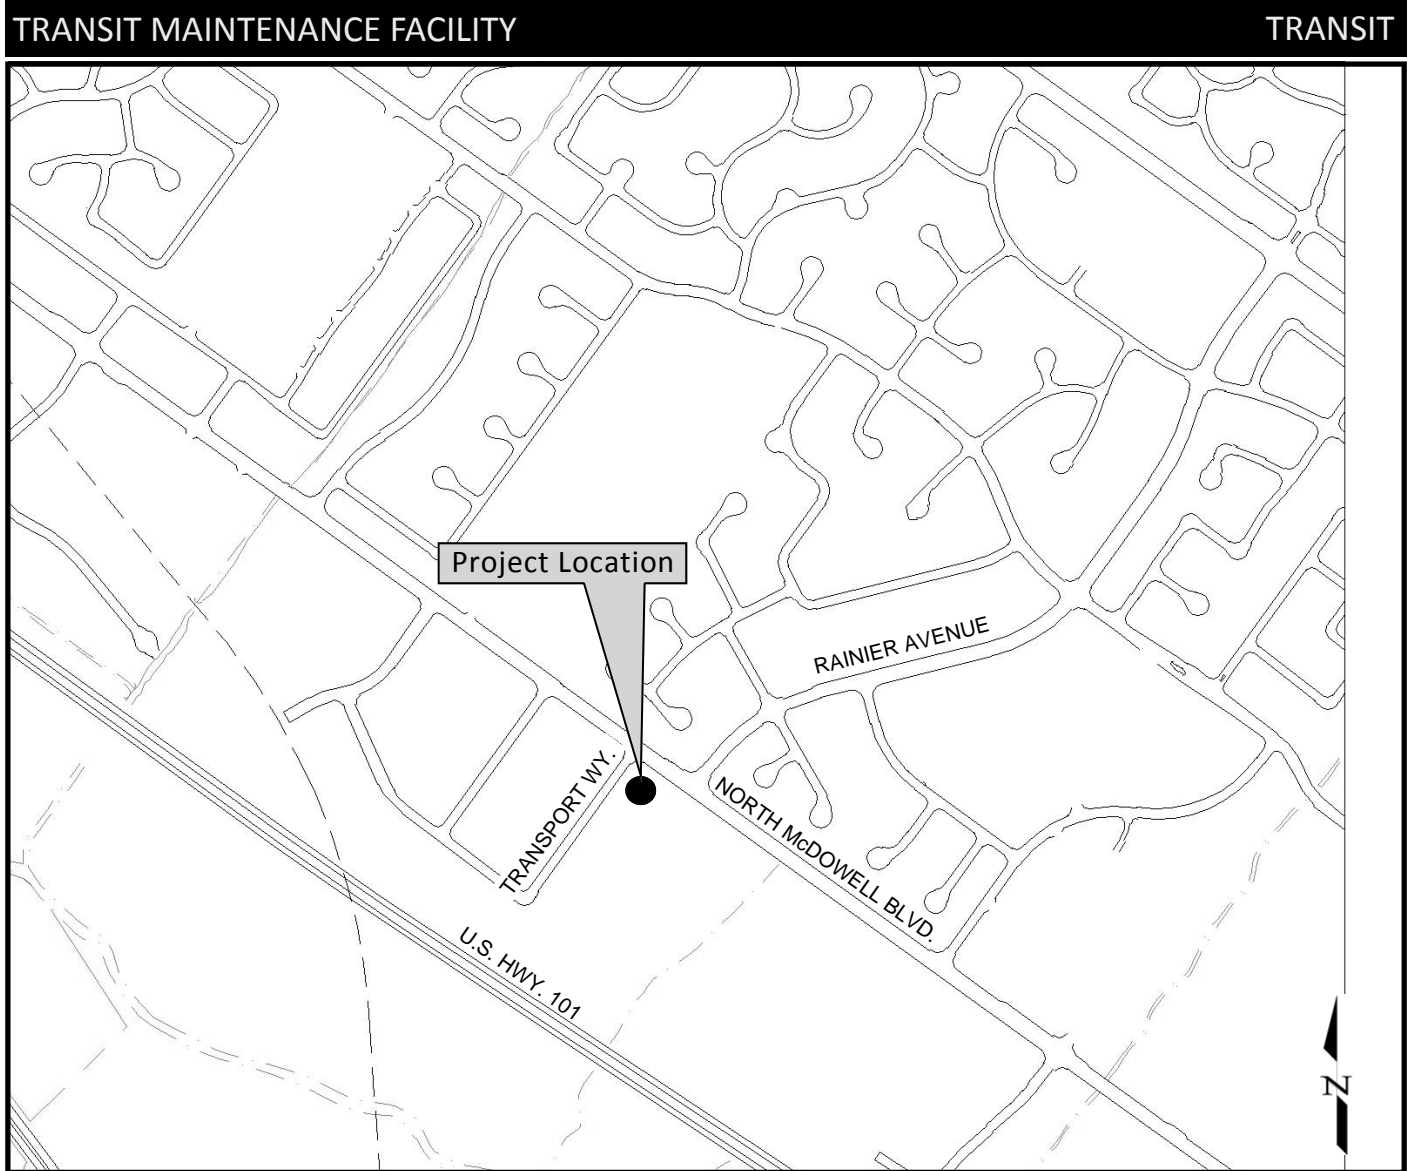 TRANSIT MAINTENANCE FACILITY
TRANSIT
Project Location
RAINIER AVENUE
TRANSPORT WY.
NORTH McDOWELL BLVD.
U.S. HWY. 101
N